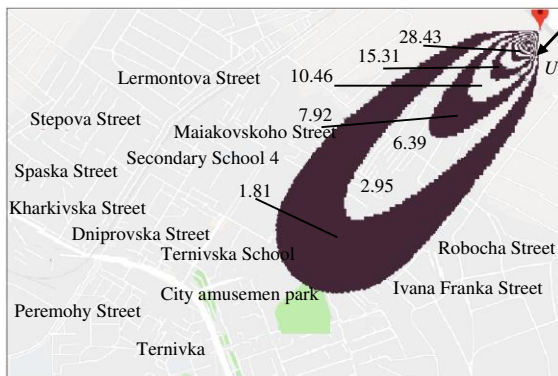 28.43
15.31
U
Lermontova Street
10.46
7.92
Stepova Street
Maiakovskoho Street
6.39
Secondary School 4
Spaska Street
2.95
1.81
Kharkivska Street
Dniprovska Street
Ternivska School
Robocha Street
City amusemen park
Ivana Franka Street
Peremohy Street
Ternivka